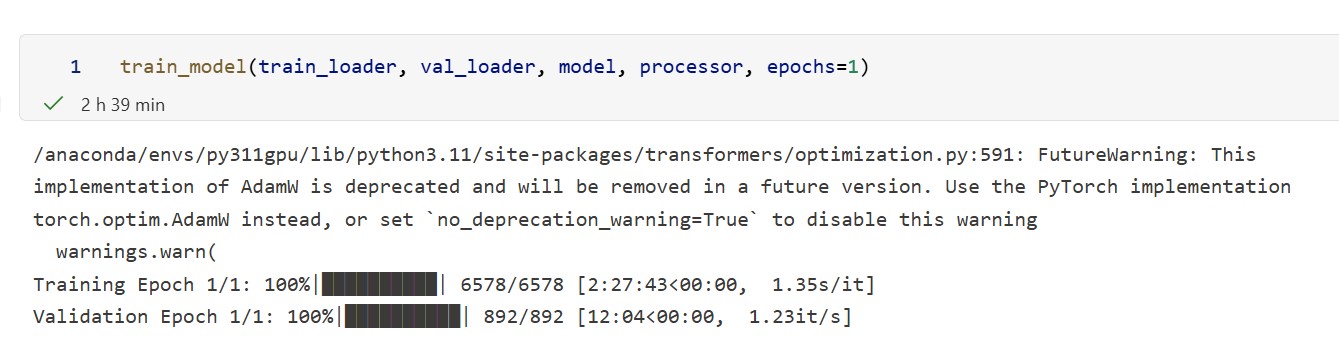 1 train_model(train_loader, val_loader, model, processor, epochs=1)
2 h 39 min
/anaconda/envs/py311gpu/lib/python3.11/site-packages/transformers/optimization.py:591: FutureWarning: This
implementation of AdamW is deprecated and will be removed in a future version. Use the PyTorch implementation
torch.optim.AdamW instead, or set `no_deprecation_warning=True` to disable this warning
  warnings.warn(
Training Epoch 1/1: 100%|██████████| 6578/6578 [2:27:43<00:00,  1.35s/it]
Validation Epoch 1/1: 100%|██████████| 892/892 [12:04<00:00,  1.23it/s]